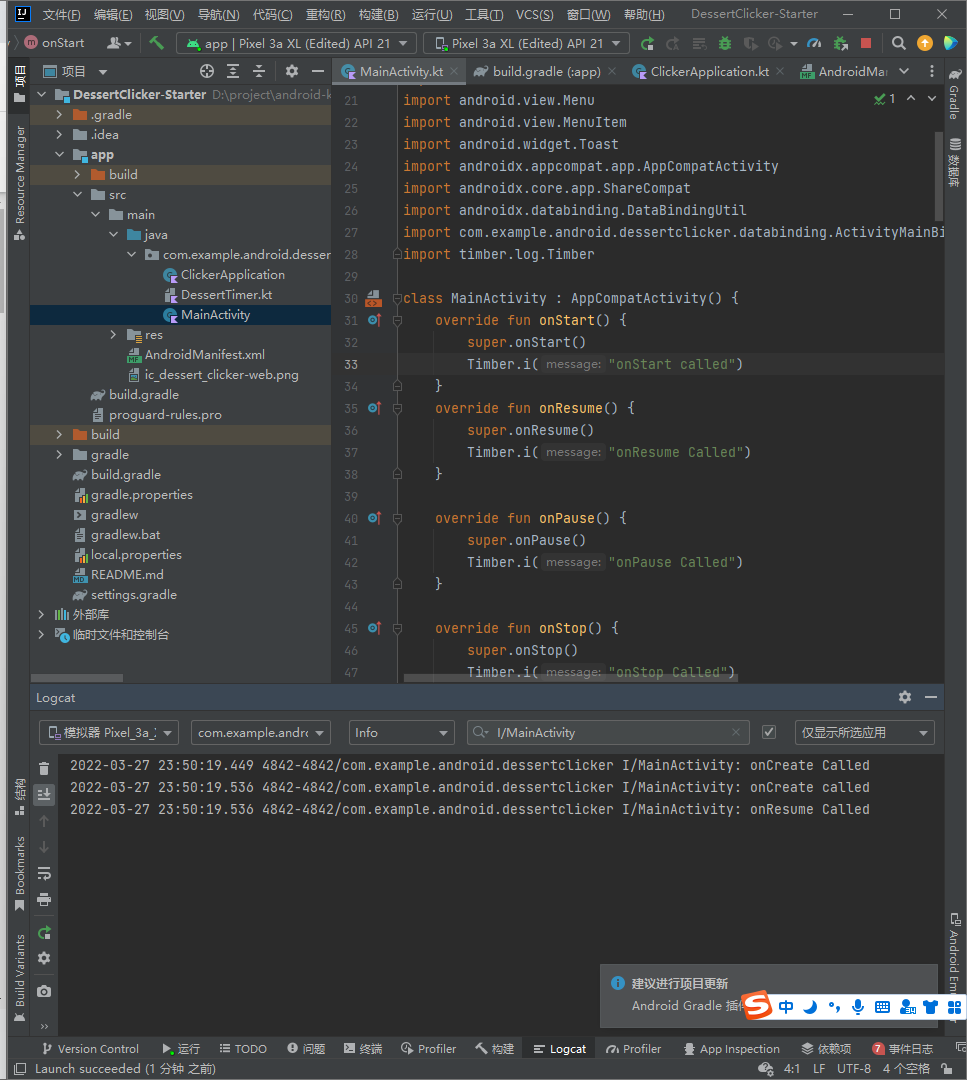 文件(F) 编辑(E) 视图(V) 导航(N) 代码(C) 重构(R) 构建(B) 运行(U) 工具(T) VCS(S) 窗口(W) 帮助(H) DessertClicker-Starter
onStart app | Pixel 3a XL (Edited) API 21 Pixel 3a XL (Edited) API 21
项目 MainActivity.kt build.gradle (:app) ClickerApplication.kt AndroidMa
DessertClicker-Starter D:\project\android-k
.gradle
.idea
app
build
src
main
java
com.example.android.desser
ClickerApplication
DessertTimer.kt
MainActivity
res
AndroidManifest.xml
ic_dessert_clicker-web.png
build.gradle
proguard-rules.pro
build
gradle
build.gradle
gradle.properties
gradlew
gradlew.bat
local.properties
README.md
settings.gradle
外部库
临时文件和控制台
项目
Resource Manager
结构
Bookmarks
Build Variants
21 import android.view.Menu
22 import android.view.MenuItem
23 import android.widget.Toast
24 import androidx.appcompat.app.AppCompatActivity
25 import androidx.core.app.ShareCompat
26 import androidx.databinding.DataBindingUtil
27 import com.example.android.dessertclicker.databinding.ActivityMainBi
28 import timber.log.Timber
29
30 class MainActivity : AppCompatActivity() {
31 override fun onStart() {
32 super.onStart()
33 Timber.i( message: "onStart called")
34 }
35 override fun onResume() {
36 super.onResume()
37 Timber.i( message: "onResume Called")
38 }
39
40 override fun onPause() {
41 super.onPause()
42 Timber.i( message: "onPause Called")
43 }
44
45 override fun onStop() {
46 super.onStop()
47 Timber.i( message: "onStop Called")
1
Gradle
数据库
Android Em
Logcat
模拟器 Pixel_3a_ com.example.andro Info I/MainActivity 仅显示所选应用
2022-03-27 23:50:19.449 4842-4842/com.example.android.dessertclicker I/MainActivity: onCreate Called
2022-03-27 23:50:19.536 4842-4842/com.example.android.dessertclicker I/MainActivity: onCreate called
2022-03-27 23:50:19.536 4842-4842/com.example.android.dessertclicker I/MainActivity: onResume Called
建议进行项目更新
Android Gradle 插件
中
Version Control 运行 TODO 问题 终端 Profiler 构建 Logcat Profiler App Inspection 依赖项 7 事件日志
Launch succeeded (1 分钟 之前) 4:1 LF UTF-8 4 个空格